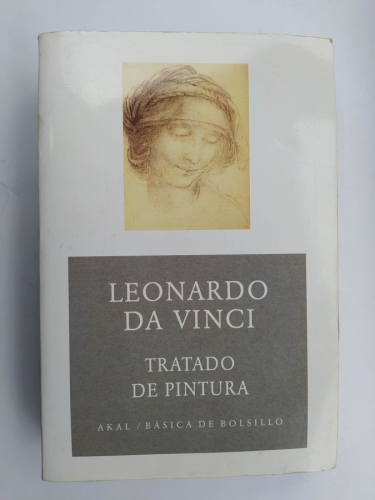 LEONARDO
DA VINCI
TRATADO
DE PINTURA
AKAL / BÁSICA DE BOLSILLO